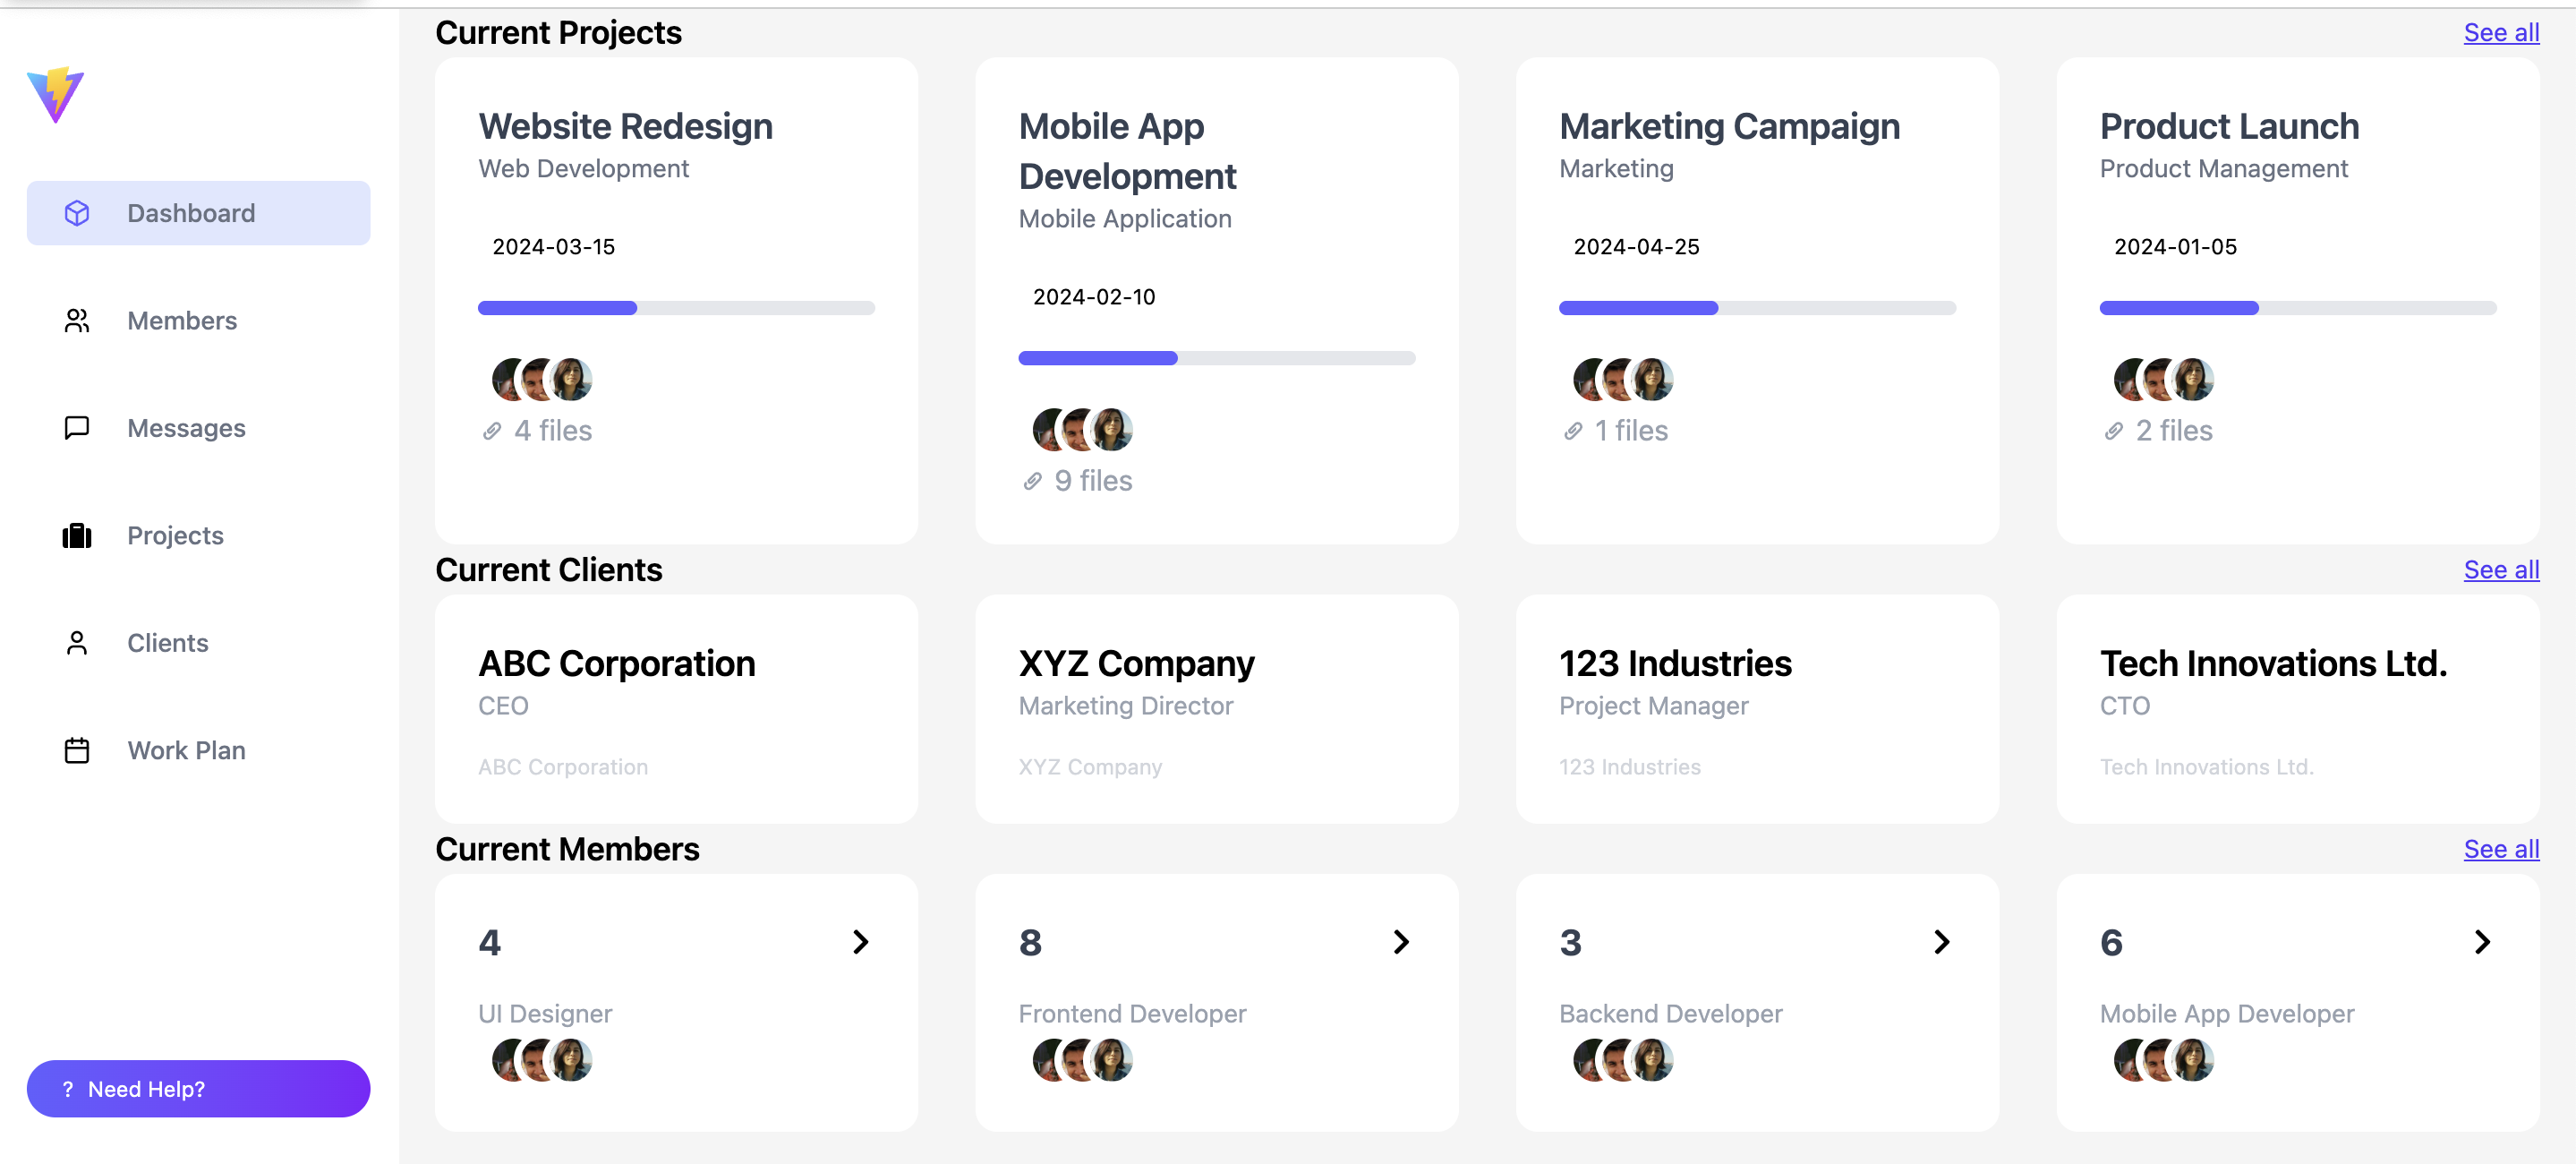 Current Projects
See all
Website Redesign
Web Development
2024-03-15
4 files
Mobile App
Development
Mobile Application
2024-02-10
9 files
Marketing Campaign
Marketing
2024-04-25
1 files
Product Launch
Product Management
2024-01-05
2 files
Dashboard
Members
Messages
Projects
Clients
Work Plan
? Need Help?
Current Clients
See all
ABC Corporation
CEO
ABC Corporation
XYZ Company
Marketing Director
XYZ Company
123 Industries
Project Manager
123 Industries
Tech Innovations Ltd.
CTO
Tech Innovations Ltd.
Current Members
See all
4
UI Designer
8
Frontend Developer
3
Backend Developer
6
Mobile App Developer